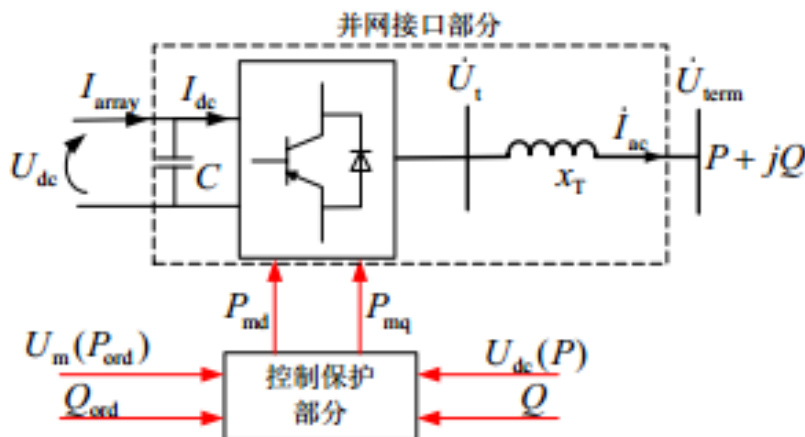 并网接口部分
I_array
I_dc
U̇_t
U̇_term
U_dc
C
İ_ac
x_T
P + jQ
P_md
P_mq
U_m(P_ord)
控制保护
部分
U_dc(P)
Q_ord
Q